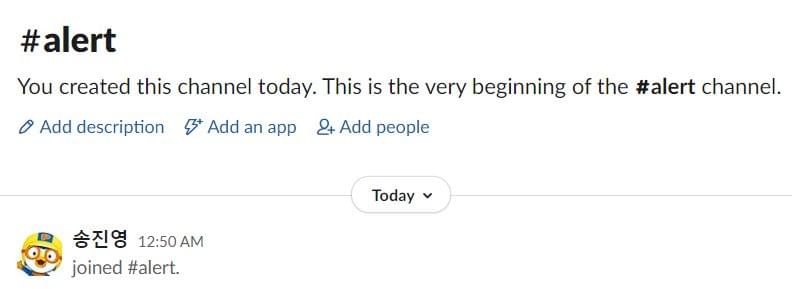 #alert
You created this channel today. This is the very beginning of the #alert channel.
Add description Add an app Add people
Today
송진영 12:50 AM
joined #alert.